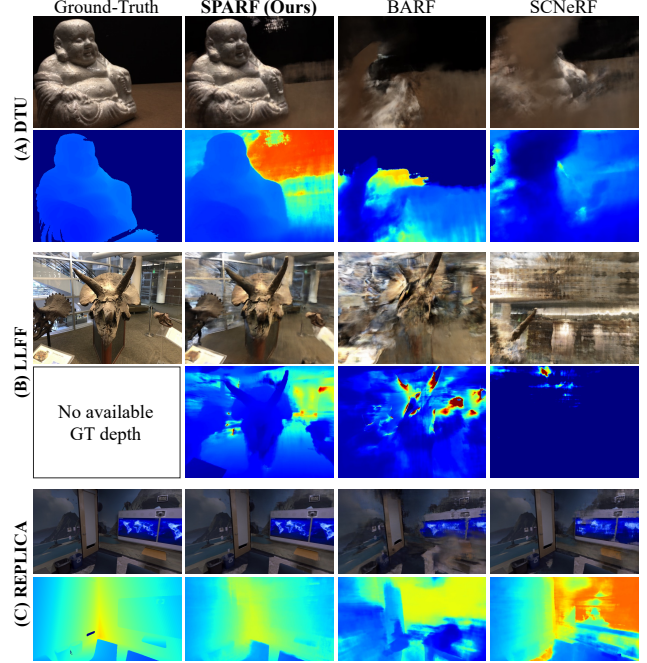 Ground-Truth SPARF (Ours) BARF SCNeRF
(A) DTU
(B) LLFF
No available
GT depth
(C) REPLICA